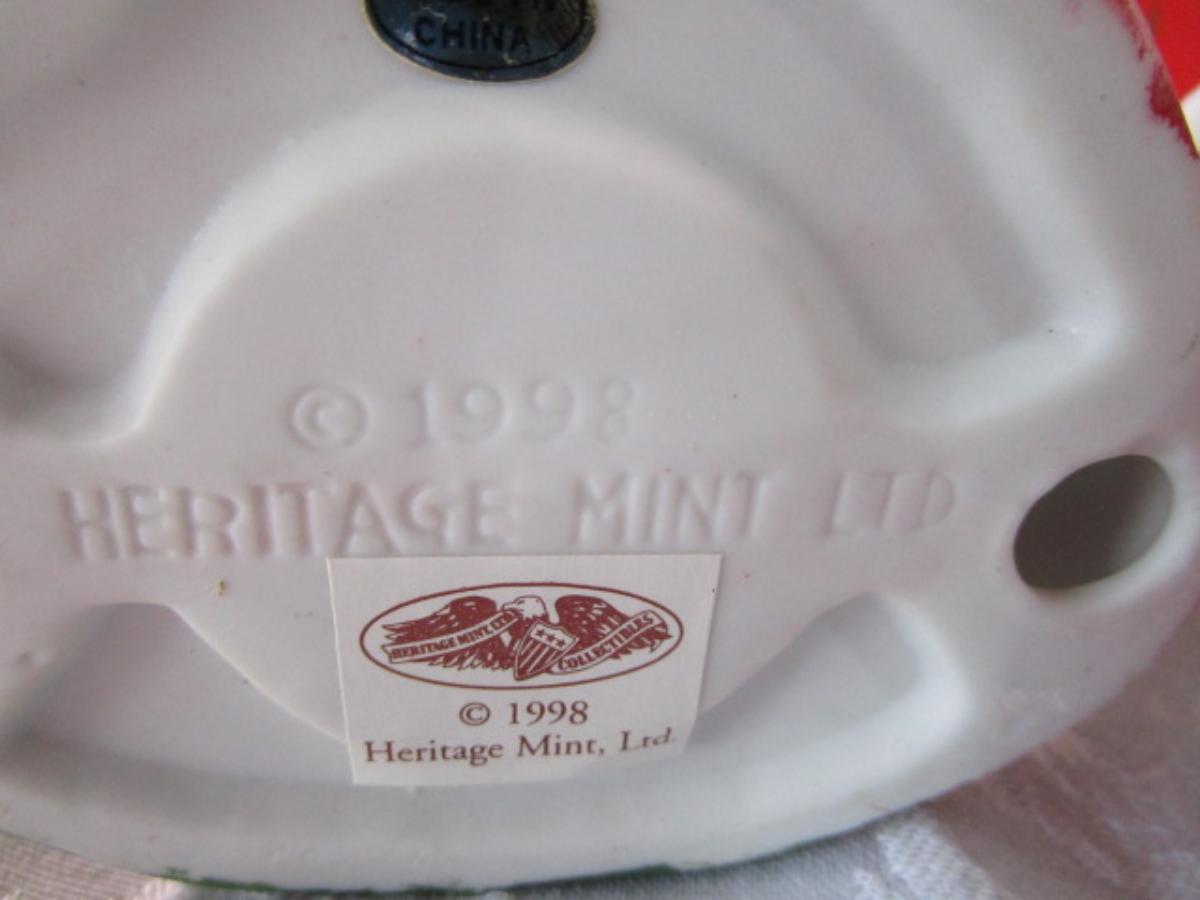 CHINA
© 1998
HERITAGE MINT LTD
HERITAGE MINT LTD
COLLECTIBLES
© 1998
Heritage Mint, Ltd.